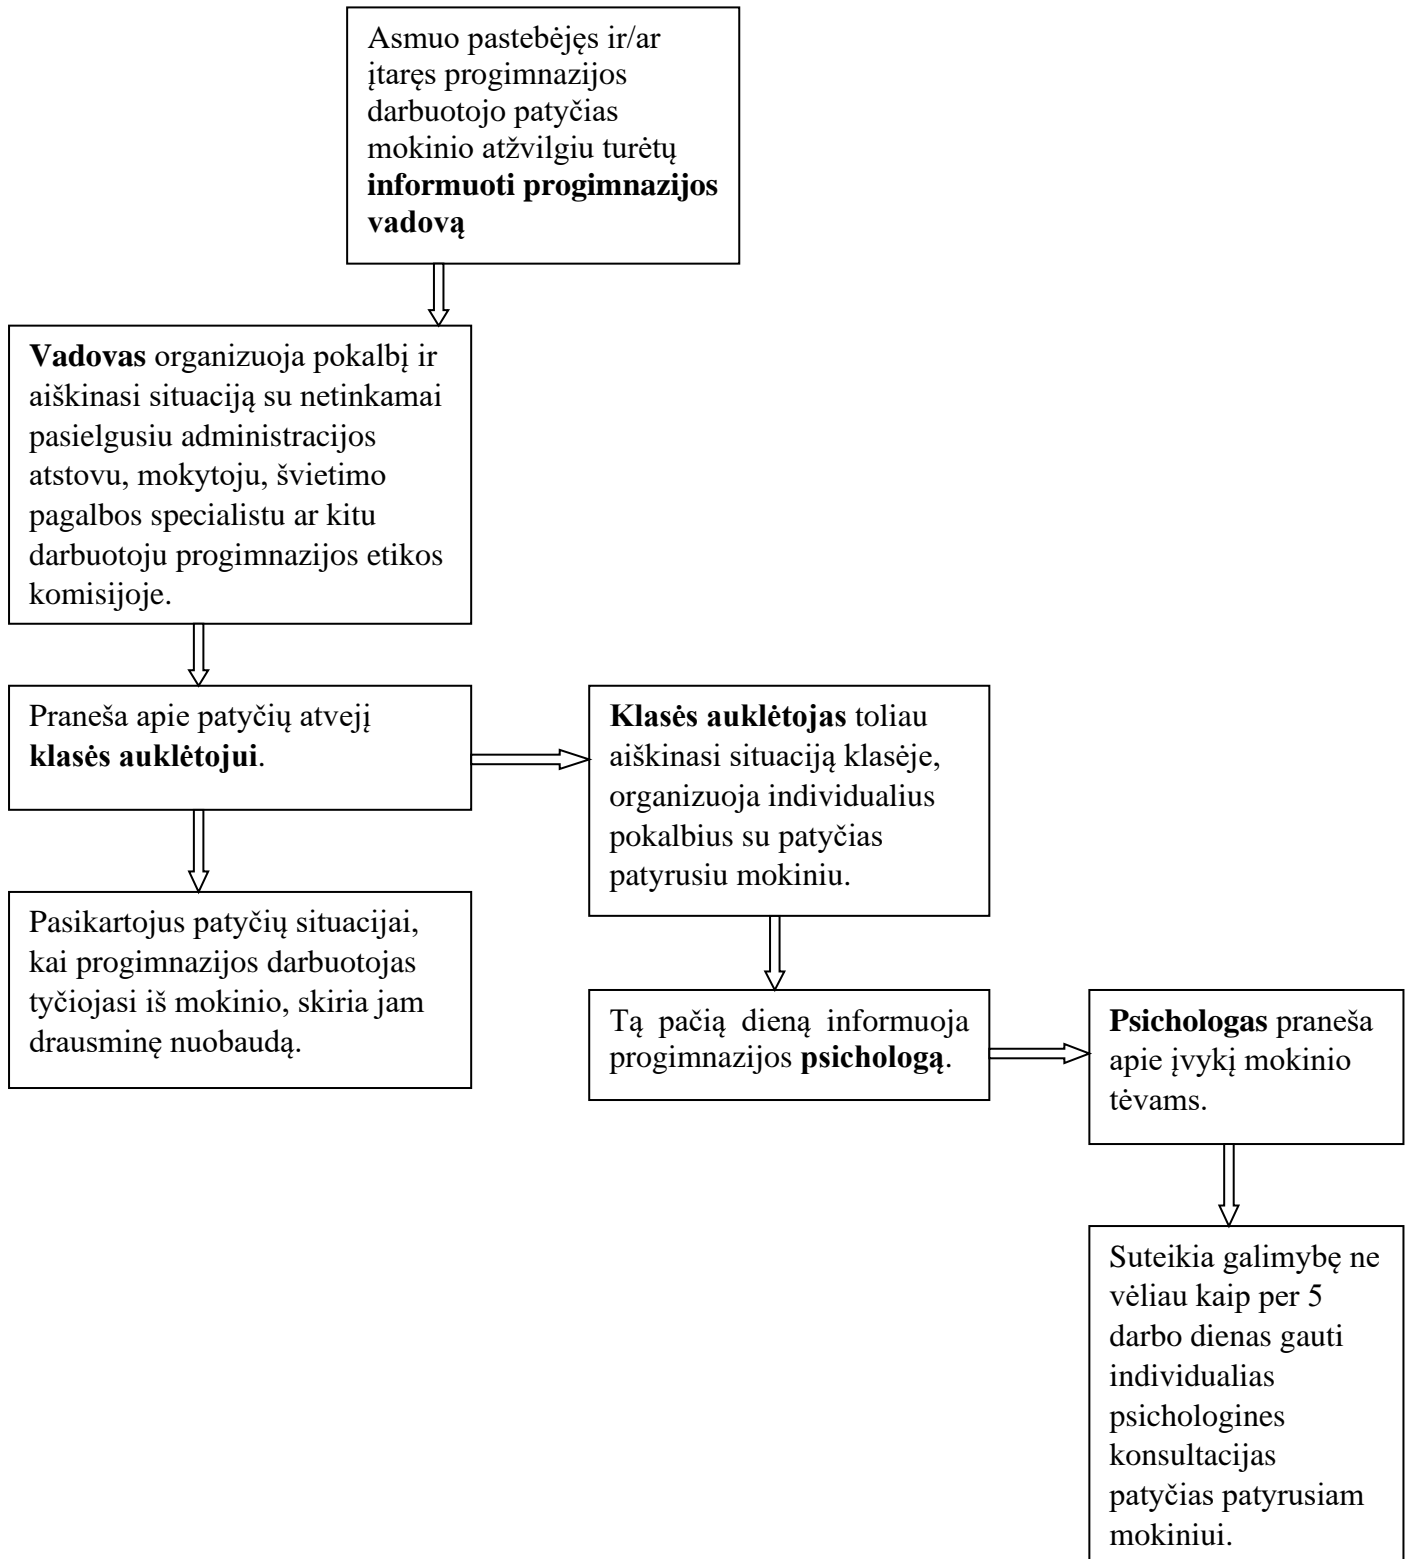 Asmuo pastebėjęs ir/ar
įtaręs progimnazijos
darbuotojo patyčias
mokinio atžvilgiu turėtų
informuoti progimnazijos
vadovą
Vadovas organizuoja pokalbį ir
aiškinasi situaciją su netinkamai
pasielgusiu administracijos
atstovu, mokytoju, švietimo
pagalbos specialistu ar kitu
darbuotoju progimnazijos etikos
komisijoje.
Praneša apie patyčių atvejį
klasės auklėtojui.
Klasės auklėtojas toliau
aiškinasi situaciją klasėje,
organizuoja individualius
pokalbius su patyčias
patyrusiu mokiniu.
Pasikartojus patyčių situacijai,
kai progimnazijos darbuotojas
tyčiojasi iš mokinio, skiria jam
drausminę nuobaudą.
Tą pačią dieną informuoja
progimnazijos psichologą.
Psichologas praneša
apie įvykį mokinio
tėvams.
Suteikia galimybę ne
vėliau kaip per 5
darbo dienas gauti
individualias
psichologines
konsultacijas
patyčias patyrusiam
mokiniui.